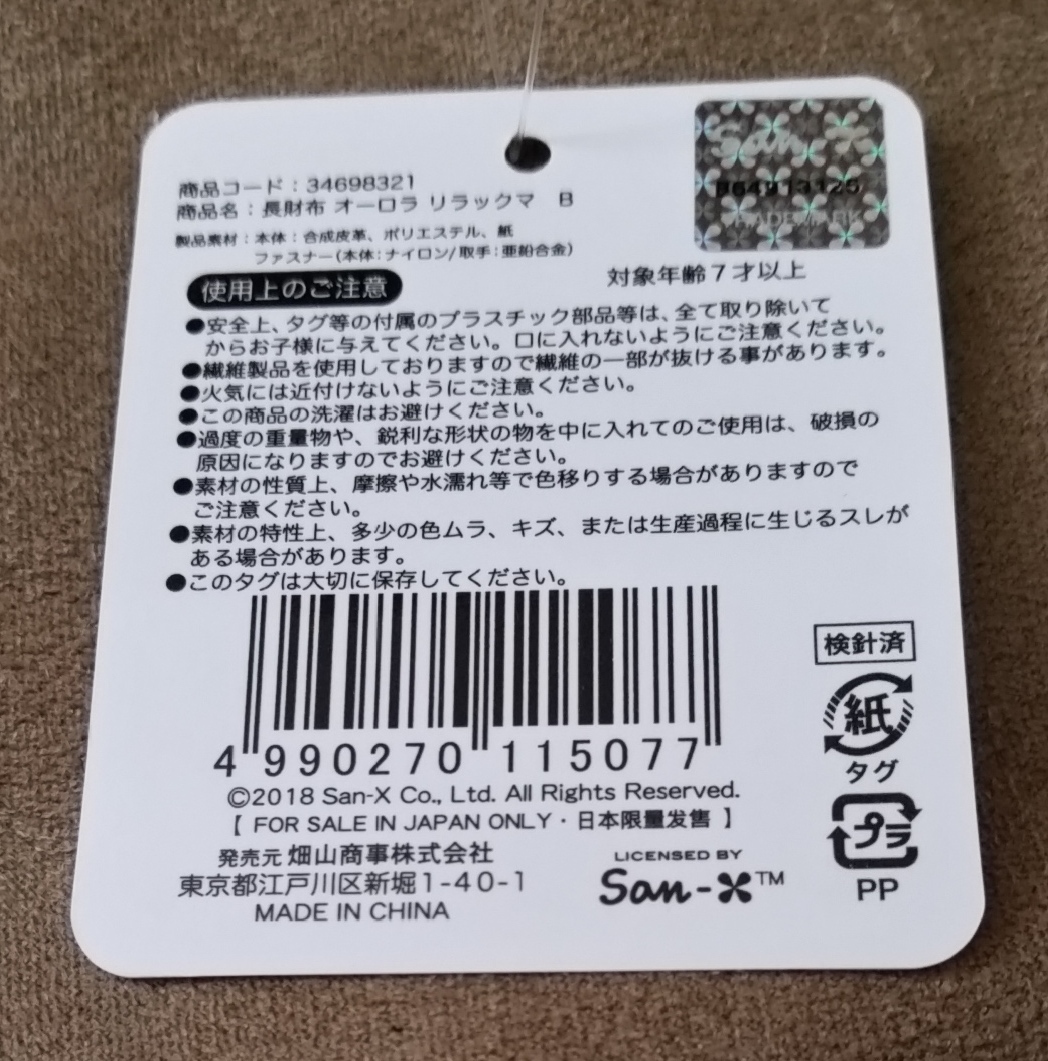 San-X
B64913125
TRADEMARK
商品コード：34698321
商品名：長財布 オーロラ リラックマ　B
製品素材：本体：合成皮革、ポリエステル、紙
ファスナー（本体：ナイロン/取手：亜鉛合金）
対象年齢７才以上
使用上のご注意
●安全上、タグ等の付属のプラスチック部品等は、全て取り除いて
からお子様に与えてください。口に入れないようにご注意ください。
●繊維製品を使用しておりますので繊維の一部が抜ける事があります。
●火気には近付けないようにご注意ください。
●この商品の洗濯はお避けください。
●過度の重量物や、鋭利な形状の物を中に入れてのご使用は、破損の
原因になりますのでお避けください。
●素材の性質上、摩擦や水濡れ等で色移りする場合がありますので
ご注意ください。
●素材の特性上、多少の色ムラ、キズ、または生産過程に生じるスレが
ある場合があります。
●このタグは大切に保存してください。
4 990270 115077
検針済
紙
タグ
プラ
PP
©2018 San-X Co., Ltd. All Rights Reserved.
【 FOR SALE IN JAPAN ONLY・日本限量发售 】
発売元 畑山商事株式会社
東京都江戸川区新堀1-40-1
MADE IN CHINA
LICENSED BY
San-X™